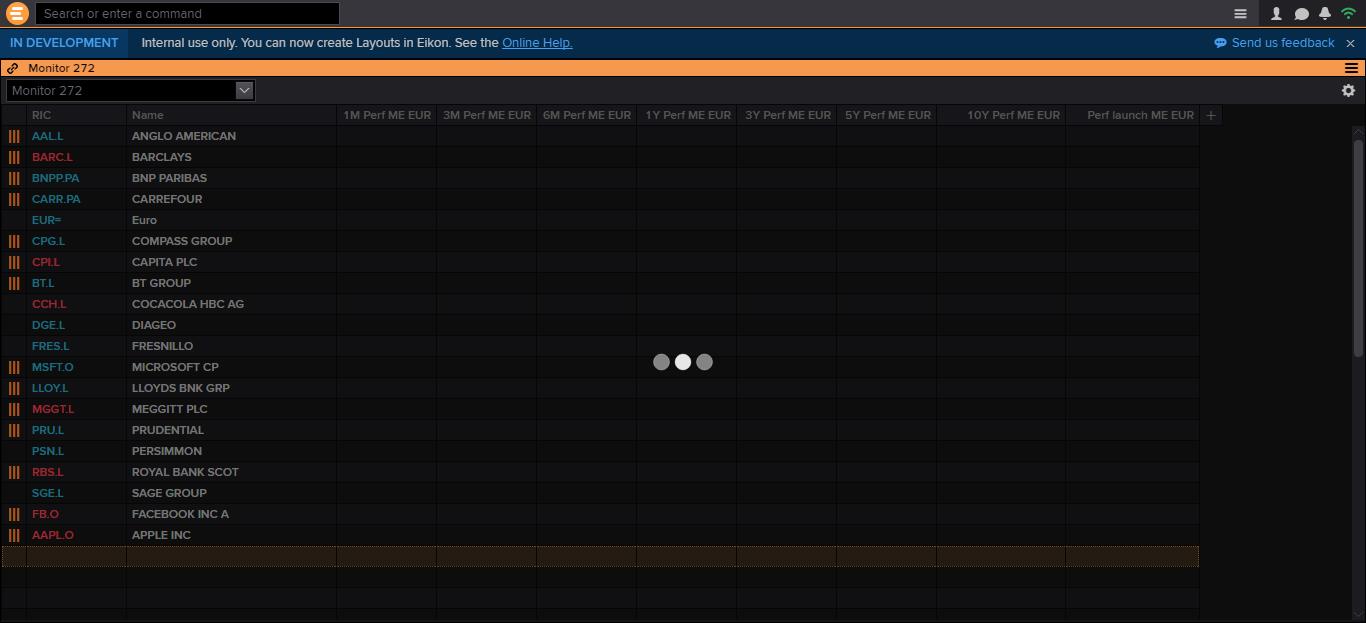 Search or enter a command
IN DEVELOPMENT Internal use only. You can now create Layouts in Eikon. See the Online Help. Send us feedback
Monitor 272
Monitor 272
RIC Name 1M Perf ME EUR 3M Perf ME EUR 6M Perf ME EUR 1Y Perf ME EUR 3Y Perf ME EUR 5Y Perf ME EUR 10Y Perf ME EUR Perf launch ME EUR +
AAL.L ANGLO AMERICAN
BARC.L BARCLAYS
BNPP.PA BNP PARIBAS
CARR.PA CARREFOUR
EUR= Euro
CPG.L COMPASS GROUP
CPI.L CAPITA PLC
BT.L BT GROUP
CCH.L COCACOLA HBC AG
DGE.L DIAGEO
FRES.L FRESNILLO
MSFT.O MICROSOFT CP
LLOY.L LLOYDS BNK GRP
MGGT.L MEGGITT PLC
PRU.L PRUDENTIAL
PSN.L PERSIMMON
RBS.L ROYAL BANK SCOT
SGE.L SAGE GROUP
FB.O FACEBOOK INC A
AAPL.O APPLE INC